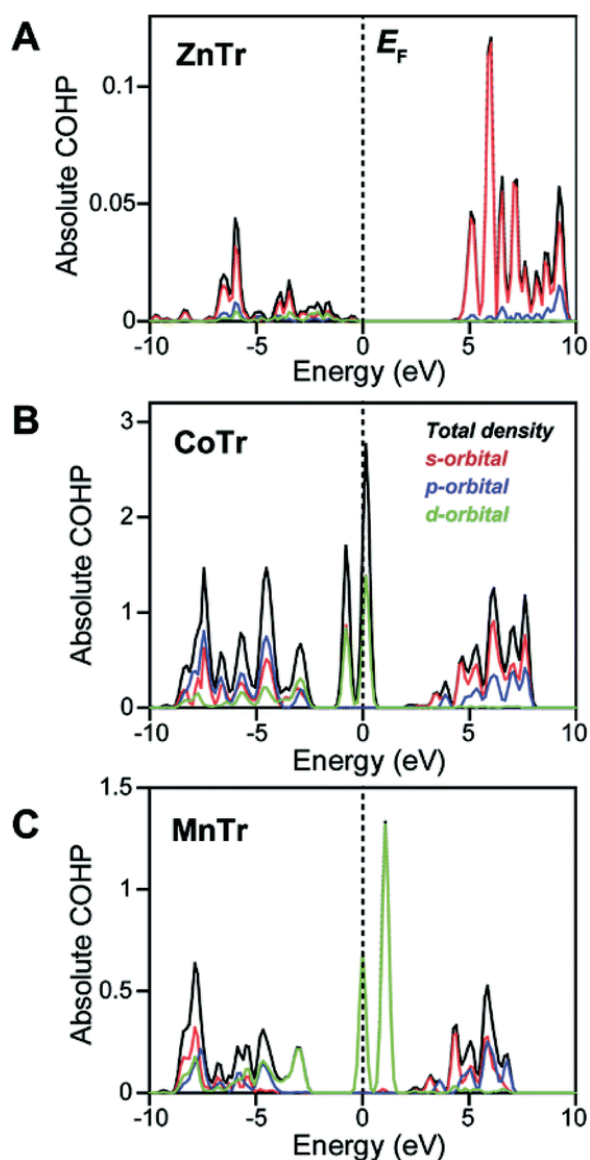 A
ZnTr
E_F
Absolute COHP
0.1
0.05
0
-10
-5
0
5
10
Energy (eV)
B
CoTr
Total density
s-orbital
p-orbital
d-orbital
Absolute COHP
3
2
1
0
-10
-5
0
5
10
Energy (eV)
C
MnTr
Absolute COHP
1.5
1
0.5
0
-10
-5
0
5
10
Energy (eV)